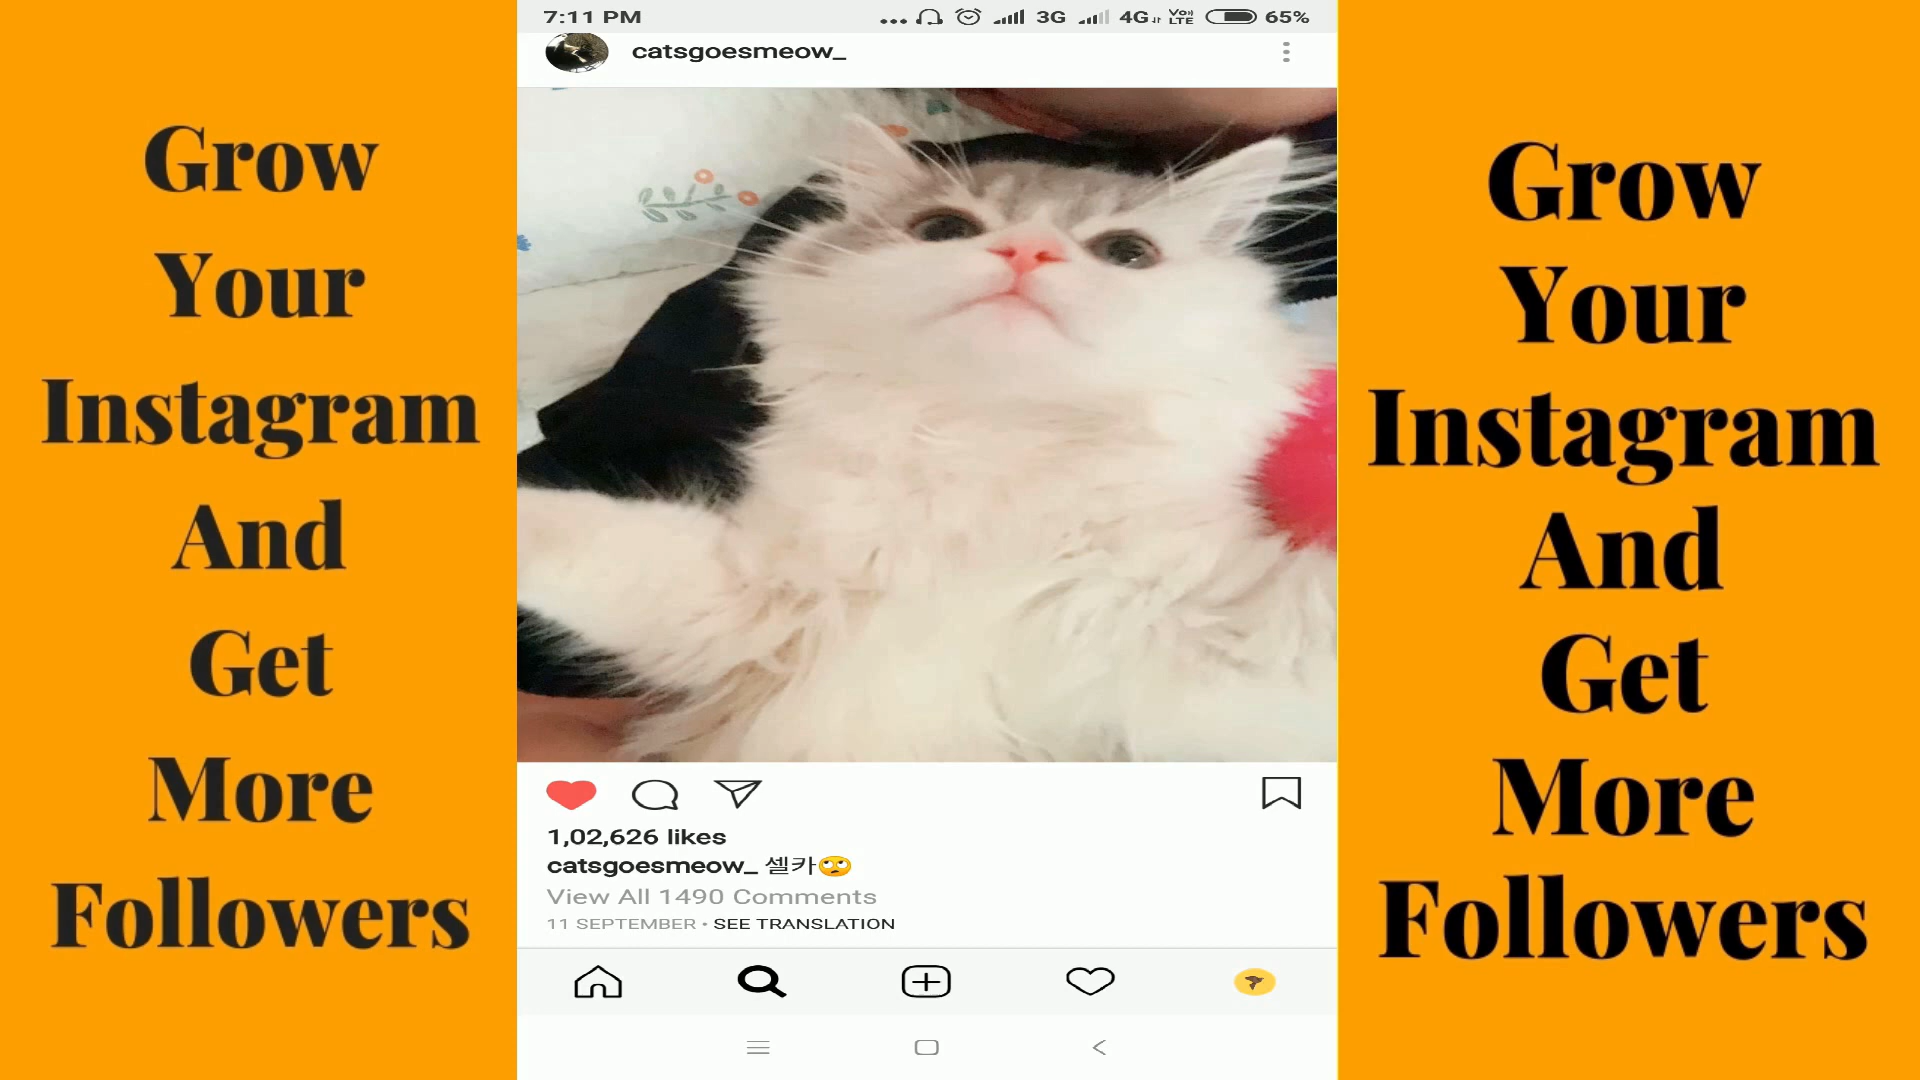 Grow
Your
Instagram
And
Get
More
Followers
7:11 PM
3G 4G VoLTE 65%
catsgoesmeow_
1,02,626 likes
catsgoesmeow_ 셀카🙄
View All 1490 Comments
11 SEPTEMBER • SEE TRANSLATION
Grow
Your
Instagram
And
Get
More
Followers